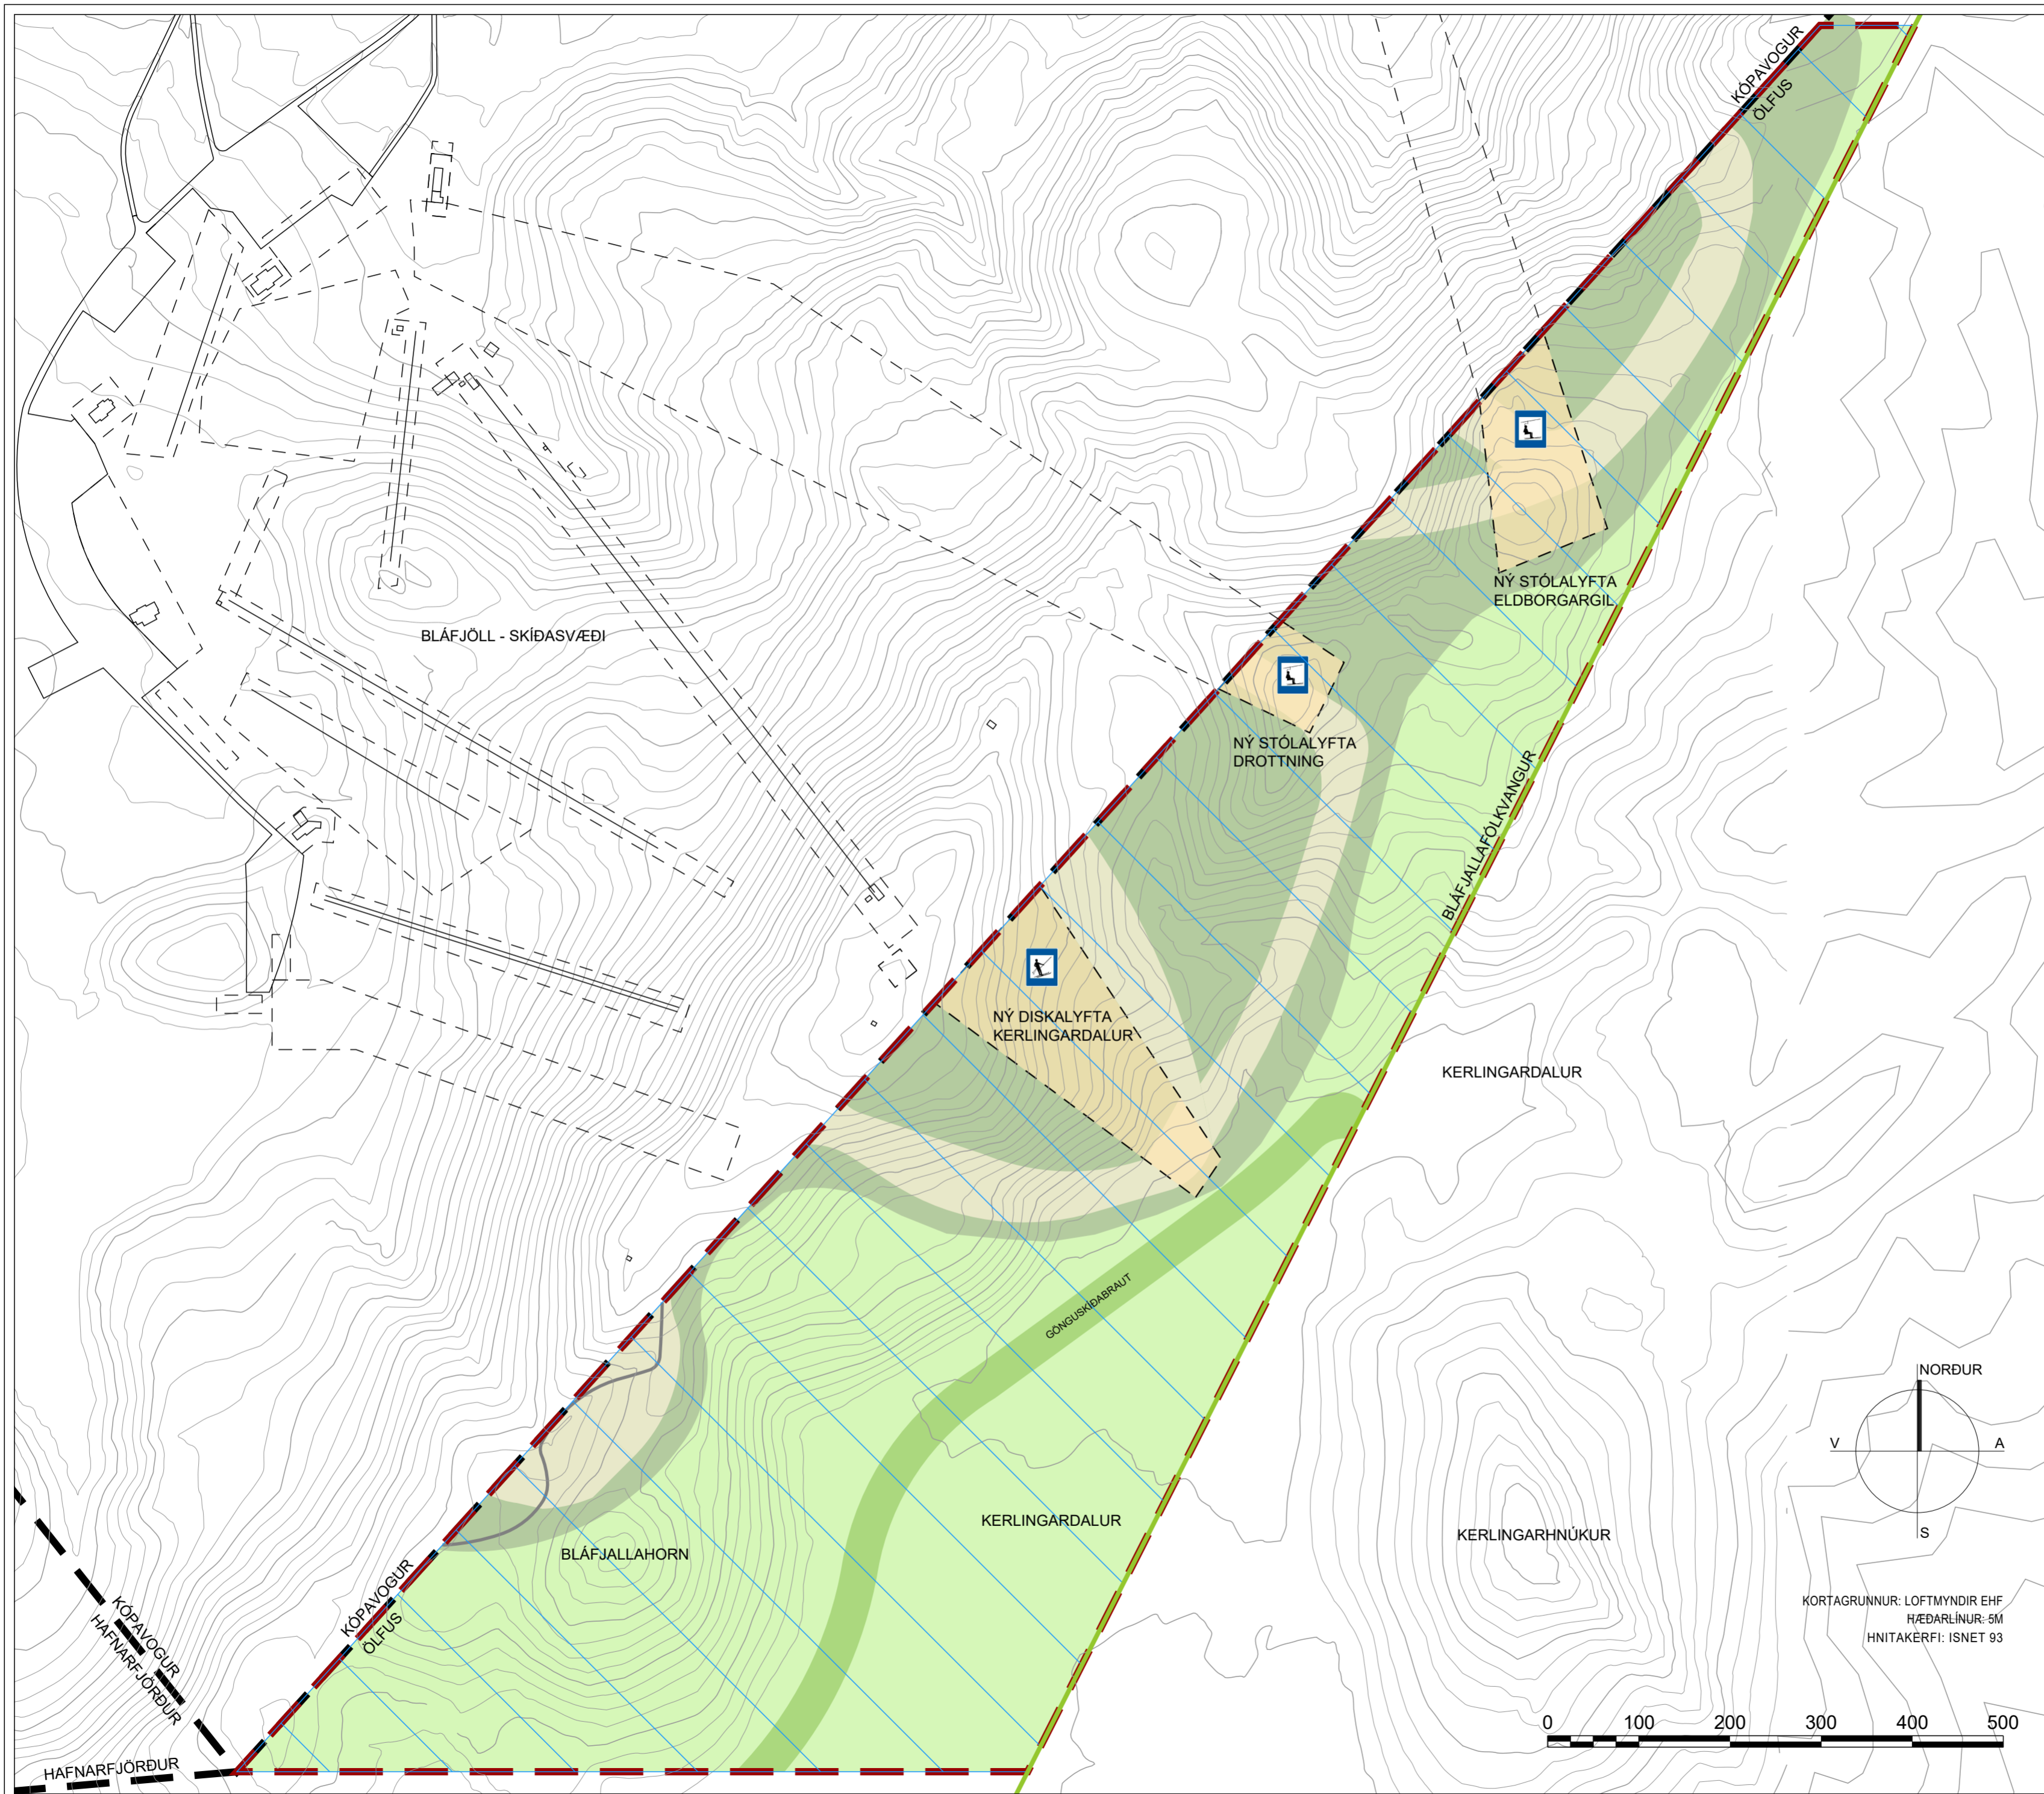 KÓPAVOGUR
ÖLFUS
NÝ STÓLALYFTA
ELDBORGARGIL
BLÁFJÖLL - SKÍÐASVÆÐI
NÝ STÓLALYFTA
DROTTNING
BLÁFJALLAFÓLKVANGUR
NÝ DISKALYFTA
KERLINGARDALUR
KERLINGARDALUR
GÖNGUSKÍÐABRAUT
NORÐUR
V
A
S
KERLINGARDALUR
KERLINGARHNÚKUR
BLÁFJALLAHORN
KÓPAVOGUR
ÖLFUS
KÓPAVOGUR
HAFNARFJÖRÐUR
KORTAGRUNNUR: LOFTMYNDIR EHF
HÆÐARLÍNUR: 5M
HNITAKERFI: ISNET 93
0 100 200 300 400 500
HAFNARFJÖRÐUR